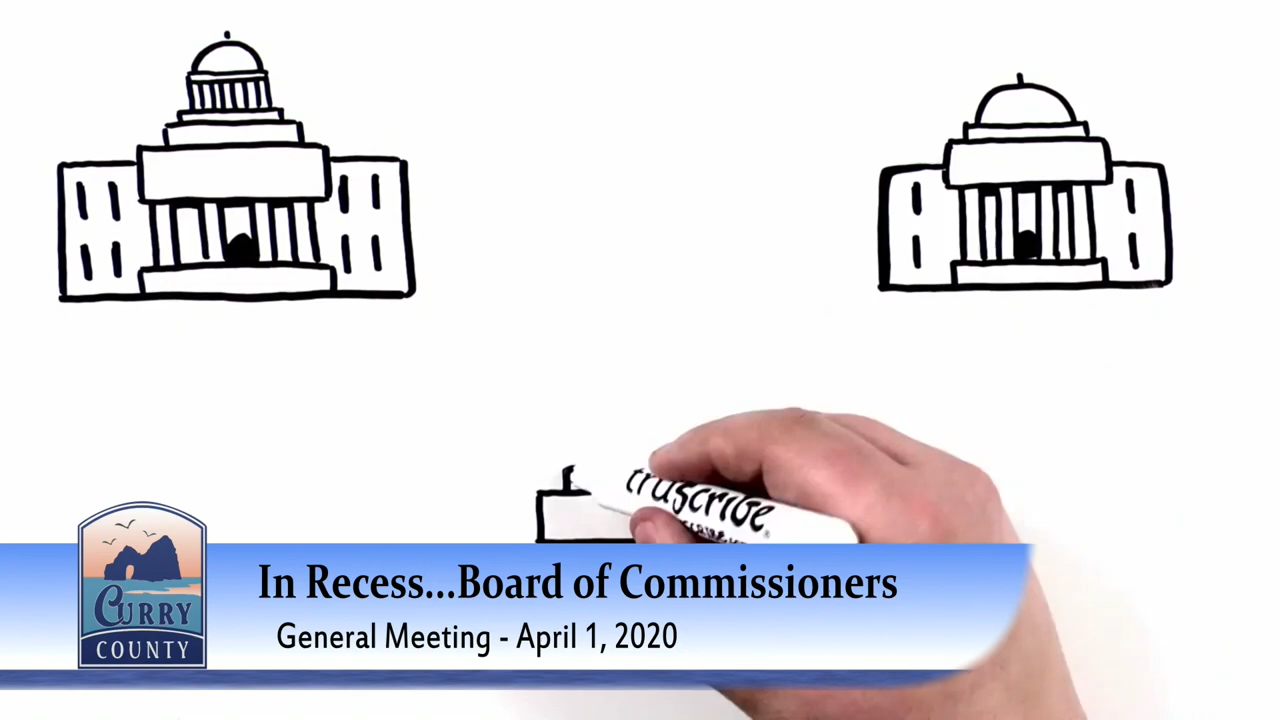 truscribe
In Recess...Board of Commissioners
General Meeting - April 1, 2020
CURRY
COUNTY